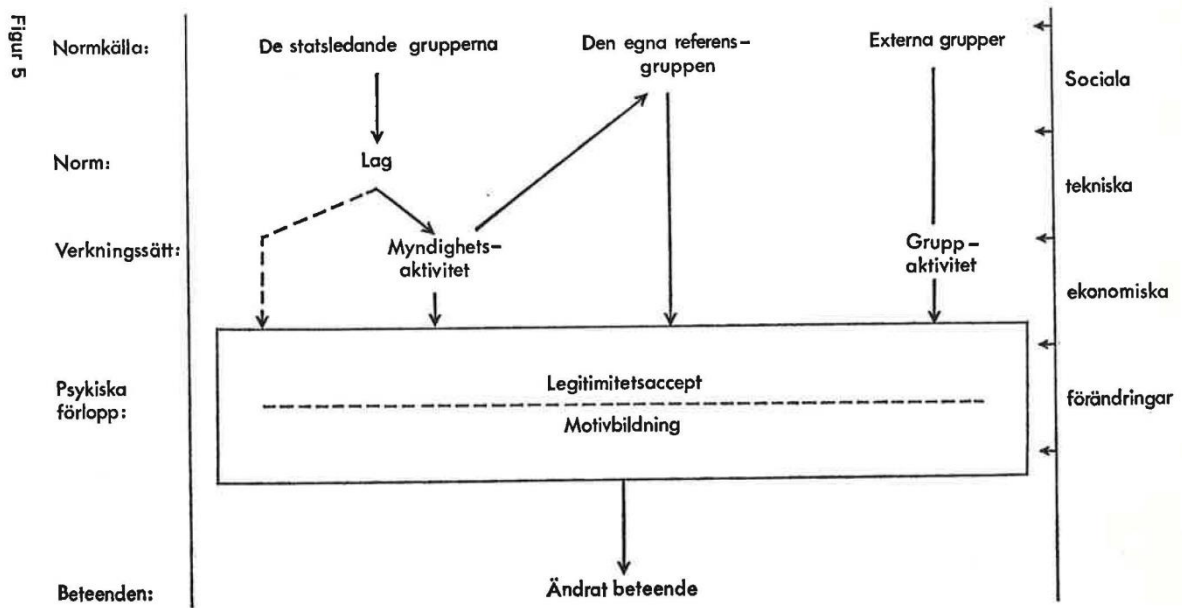 Figur 5
Normkälla:
De statsledande grupperna
Den egna referens-
gruppen
Externa grupper
Sociala
Norm:
Lag
tekniska
Verkningssätt:
Myndighets-
aktivitet
Grupp-
aktivitet
ekonomiska
Psykiska
förlopp:
Legitimitetsaccept
Motivbildning
förändringar
Beteenden:
Ändrat beteende